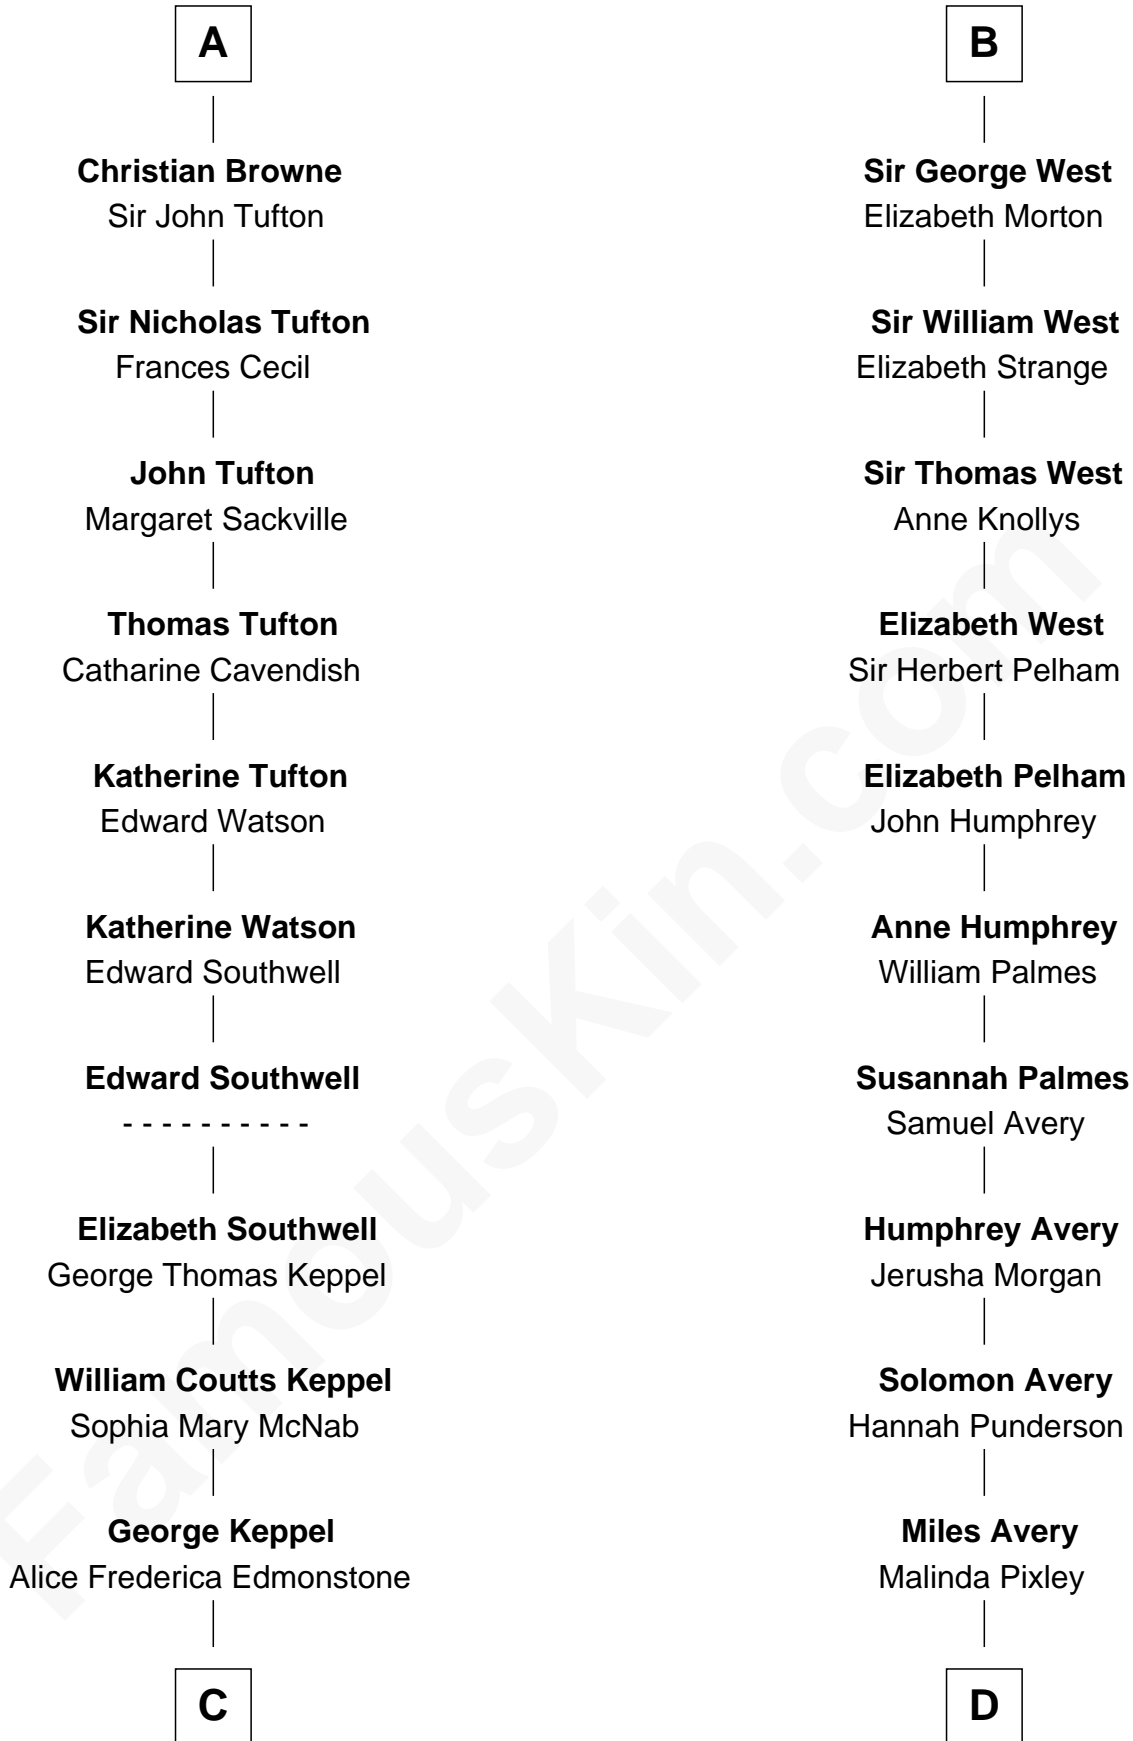 A
Christian Browne
Sir John Tufton
Sir Nicholas Tufton
Frances Cecil
John Tufton
Margaret Sackville
Thomas Tufton
Catharine Cavendish
Katherine Tufton
Edward Watson
Katherine Watson
Edward Southwell
Edward Southwell
- - - - - - - - - -
Elizabeth Southwell
George Thomas Keppel
William Coutts Keppel
Sophia Mary McNab
George Keppel
Alice Frederica Edmonstone
C
B
Sir George West
Elizabeth Morton
Sir William West
Elizabeth Strange
Sir Thomas West
Anne Knollys
Elizabeth West
Sir Herbert Pelham
Elizabeth Pelham
John Humphrey
Anne Humphrey
William Palmes
Susannah Palmes
Samuel Avery
Humphrey Avery
Jerusha Morgan
Solomon Avery
Hannah Punderson
Miles Avery
Malinda Pixley
D
FamousKin.com